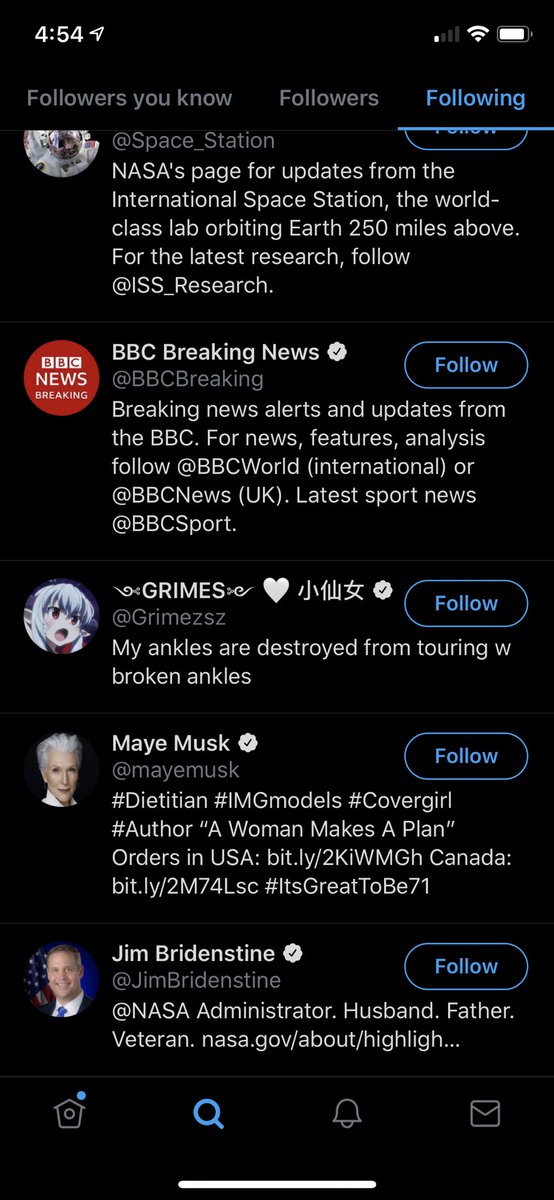 4:54
Followers you know
Followers
Following
@Space_Station
NASA's page for updates from the
International Space Station, the world-
class lab orbiting Earth 250 miles above.
For the latest research, follow
@ISS_Research.
BBC
NEWS
BREAKING
BBC Breaking News
Follow
@BBCBreaking
Breaking news alerts and updates from
the BBC. For news, features, analysis
follow @BBCWorld (international) or
@BBCNews (UK). Latest sport news
@BBCSport.
༺GRIMES༻ 🤍 小仙女
Follow
@Grimezsz
My ankles are destroyed from touring w
broken ankles
Maye Musk
Follow
@mayemusk
#Dietitian #IMGmodels #Covergirl
#Author “A Woman Makes A Plan”
Orders in USA: bit.ly/2KiWMGh Canada:
bit.ly/2M74Lsc #ItsGreatToBe71
Jim Bridenstine
Follow
@JimBridenstine
@NASA Administrator. Husband. Father.
Veteran. nasa.gov/about/highligh...